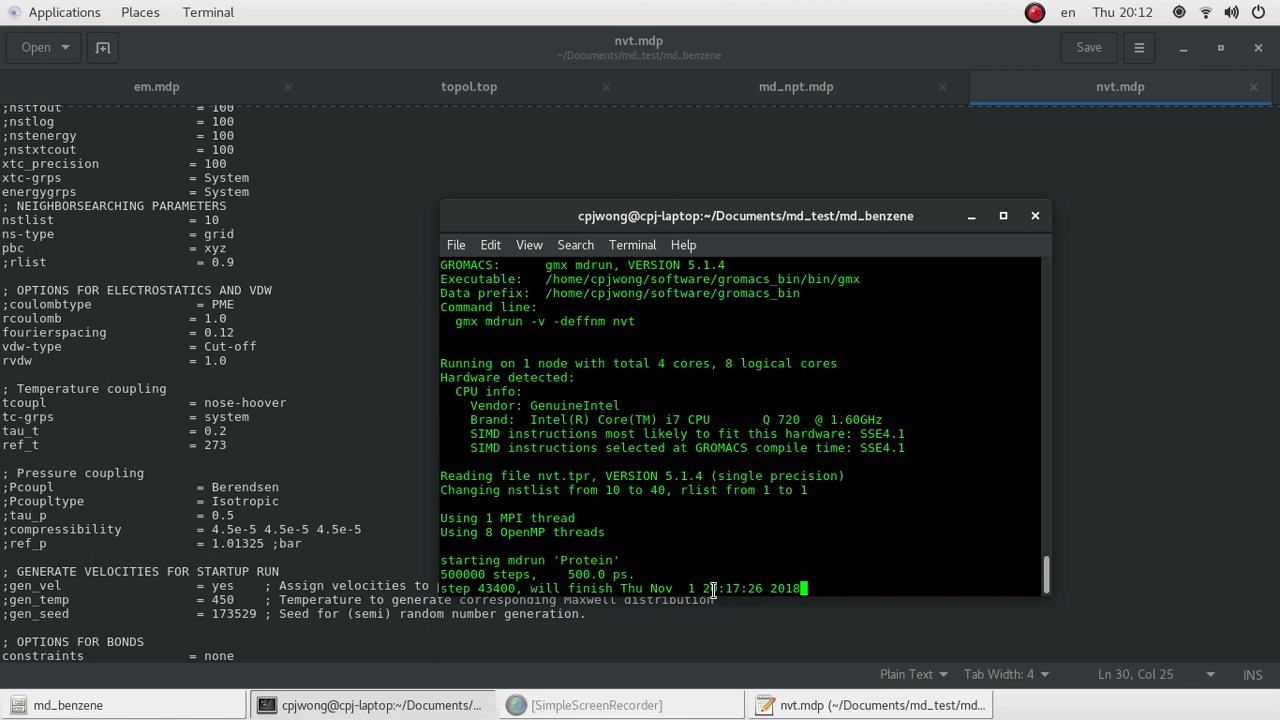 Applications Places Terminal en Thu 20:12
Open nvt.mdp Save
~/Documents/md_test/md_benzene
em.mdp topol.top md_npt.mdp nvt.mdp
;nstfout = 100
;nstlog = 100
;nstenergy = 100
;nstxtcout = 100
xtc_precision = 100
xtc-grps = System
energygrps = System
; NEIGHBORSEARCHING PARAMETERS
nstlist = 10
ns-type = grid
pbc = xyz
;rlist = 0.9
; OPTIONS FOR ELECTROSTATICS AND VDW
;coulombtype = PME
rcoulomb = 1.0
fourierspacing = 0.12
vdw-type = Cut-off
rvdw = 1.0
; Temperature coupling
tcoupl = nose-hoover
tc-grps = system
tau_t = 0.2
ref_t = 273
; Pressure coupling
;Pcoupl = Berendsen
;Pcoupltype = Isotropic
;tau_p = 0.5
;compressibility = 4.5e-5 4.5e-5 4.5e-5
;ref_p = 1.01325 ;bar
; GENERATE VELOCITIES FOR STARTUP RUN
;gen_vel = yes ; Assign velocities to
;gen_temp = 450 ; Temperature to generate corresponding Maxwell distribution
;gen_seed = 173529 ; Seed for (semi) random number generation.
; OPTIONS FOR BONDS
constraints = none
cpjwong@cpj-laptop:~/Documents/md_test/md_benzene
File Edit View Search Terminal Help
GROMACS: gmx mdrun, VERSION 5.1.4
Executable: /home/cpjwong/software/gromacs_bin/bin/gmx
Data prefix: /home/cpjwong/software/gromacs_bin
Command line:
gmx mdrun -v -deffnm nvt
Running on 1 node with total 4 cores, 8 logical cores
Hardware detected:
CPU info:
Vendor: GenuineIntel
Brand: Intel(R) Core(TM) i7 CPU Q 720 @ 1.60GHz
SIMD instructions most likely to fit this hardware: SSE4.1
SIMD instructions selected at GROMACS compile time: SSE4.1
Reading file nvt.tpr, VERSION 5.1.4 (single precision)
Changing nstlist from 10 to 40, rlist from 1 to 1
Using 1 MPI thread
Using 8 OpenMP threads
starting mdrun 'Protein'
500000 steps, 500.0 ps.
step 43400, will finish Thu Nov 1 20:17:26 2018
Plain Text Tab Width: 4 Ln 30, Col 25 INS
md_benzene cpjwong@cpj-laptop:~/Documents/... [SimpleScreenRecorder] nvt.mdp (~/Documents/md_test/md...